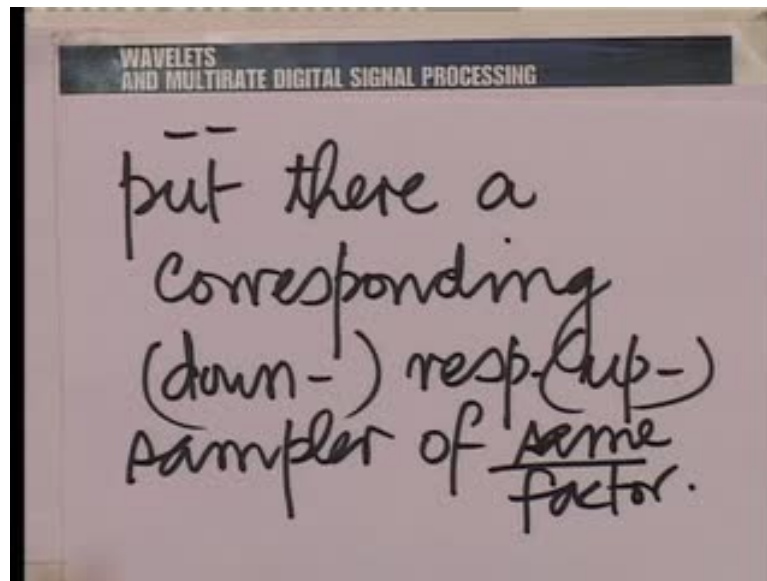 WAVELETS
AND MULTIRATE DIGITAL SIGNAL PROCESSING
put there a
corresponding
(down-) resp. (up-)
sampler of same
factor.